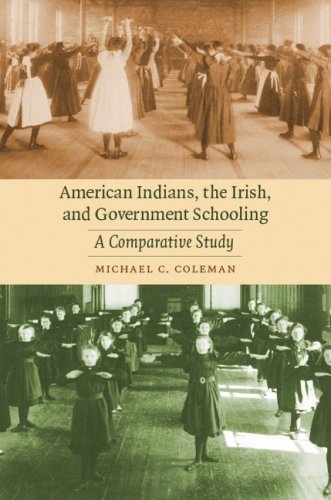 American Indians, the Irish,
and Government Schooling
A Comparative Study
MICHAEL C. COLEMAN